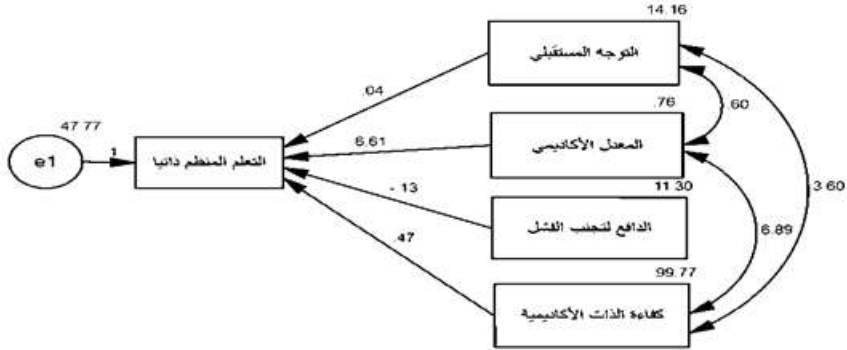 14.16
التوجه المستقبلي
.04
.60
.76
المعدل الأكاديمي
47.77
e1
1
التعلم المنظم ذاتيا
6.61
11.30
الدافع لتجنب الفشل
- 13
3.60
6.89
.47
99.77
كفاءة الذات الأكاديمية